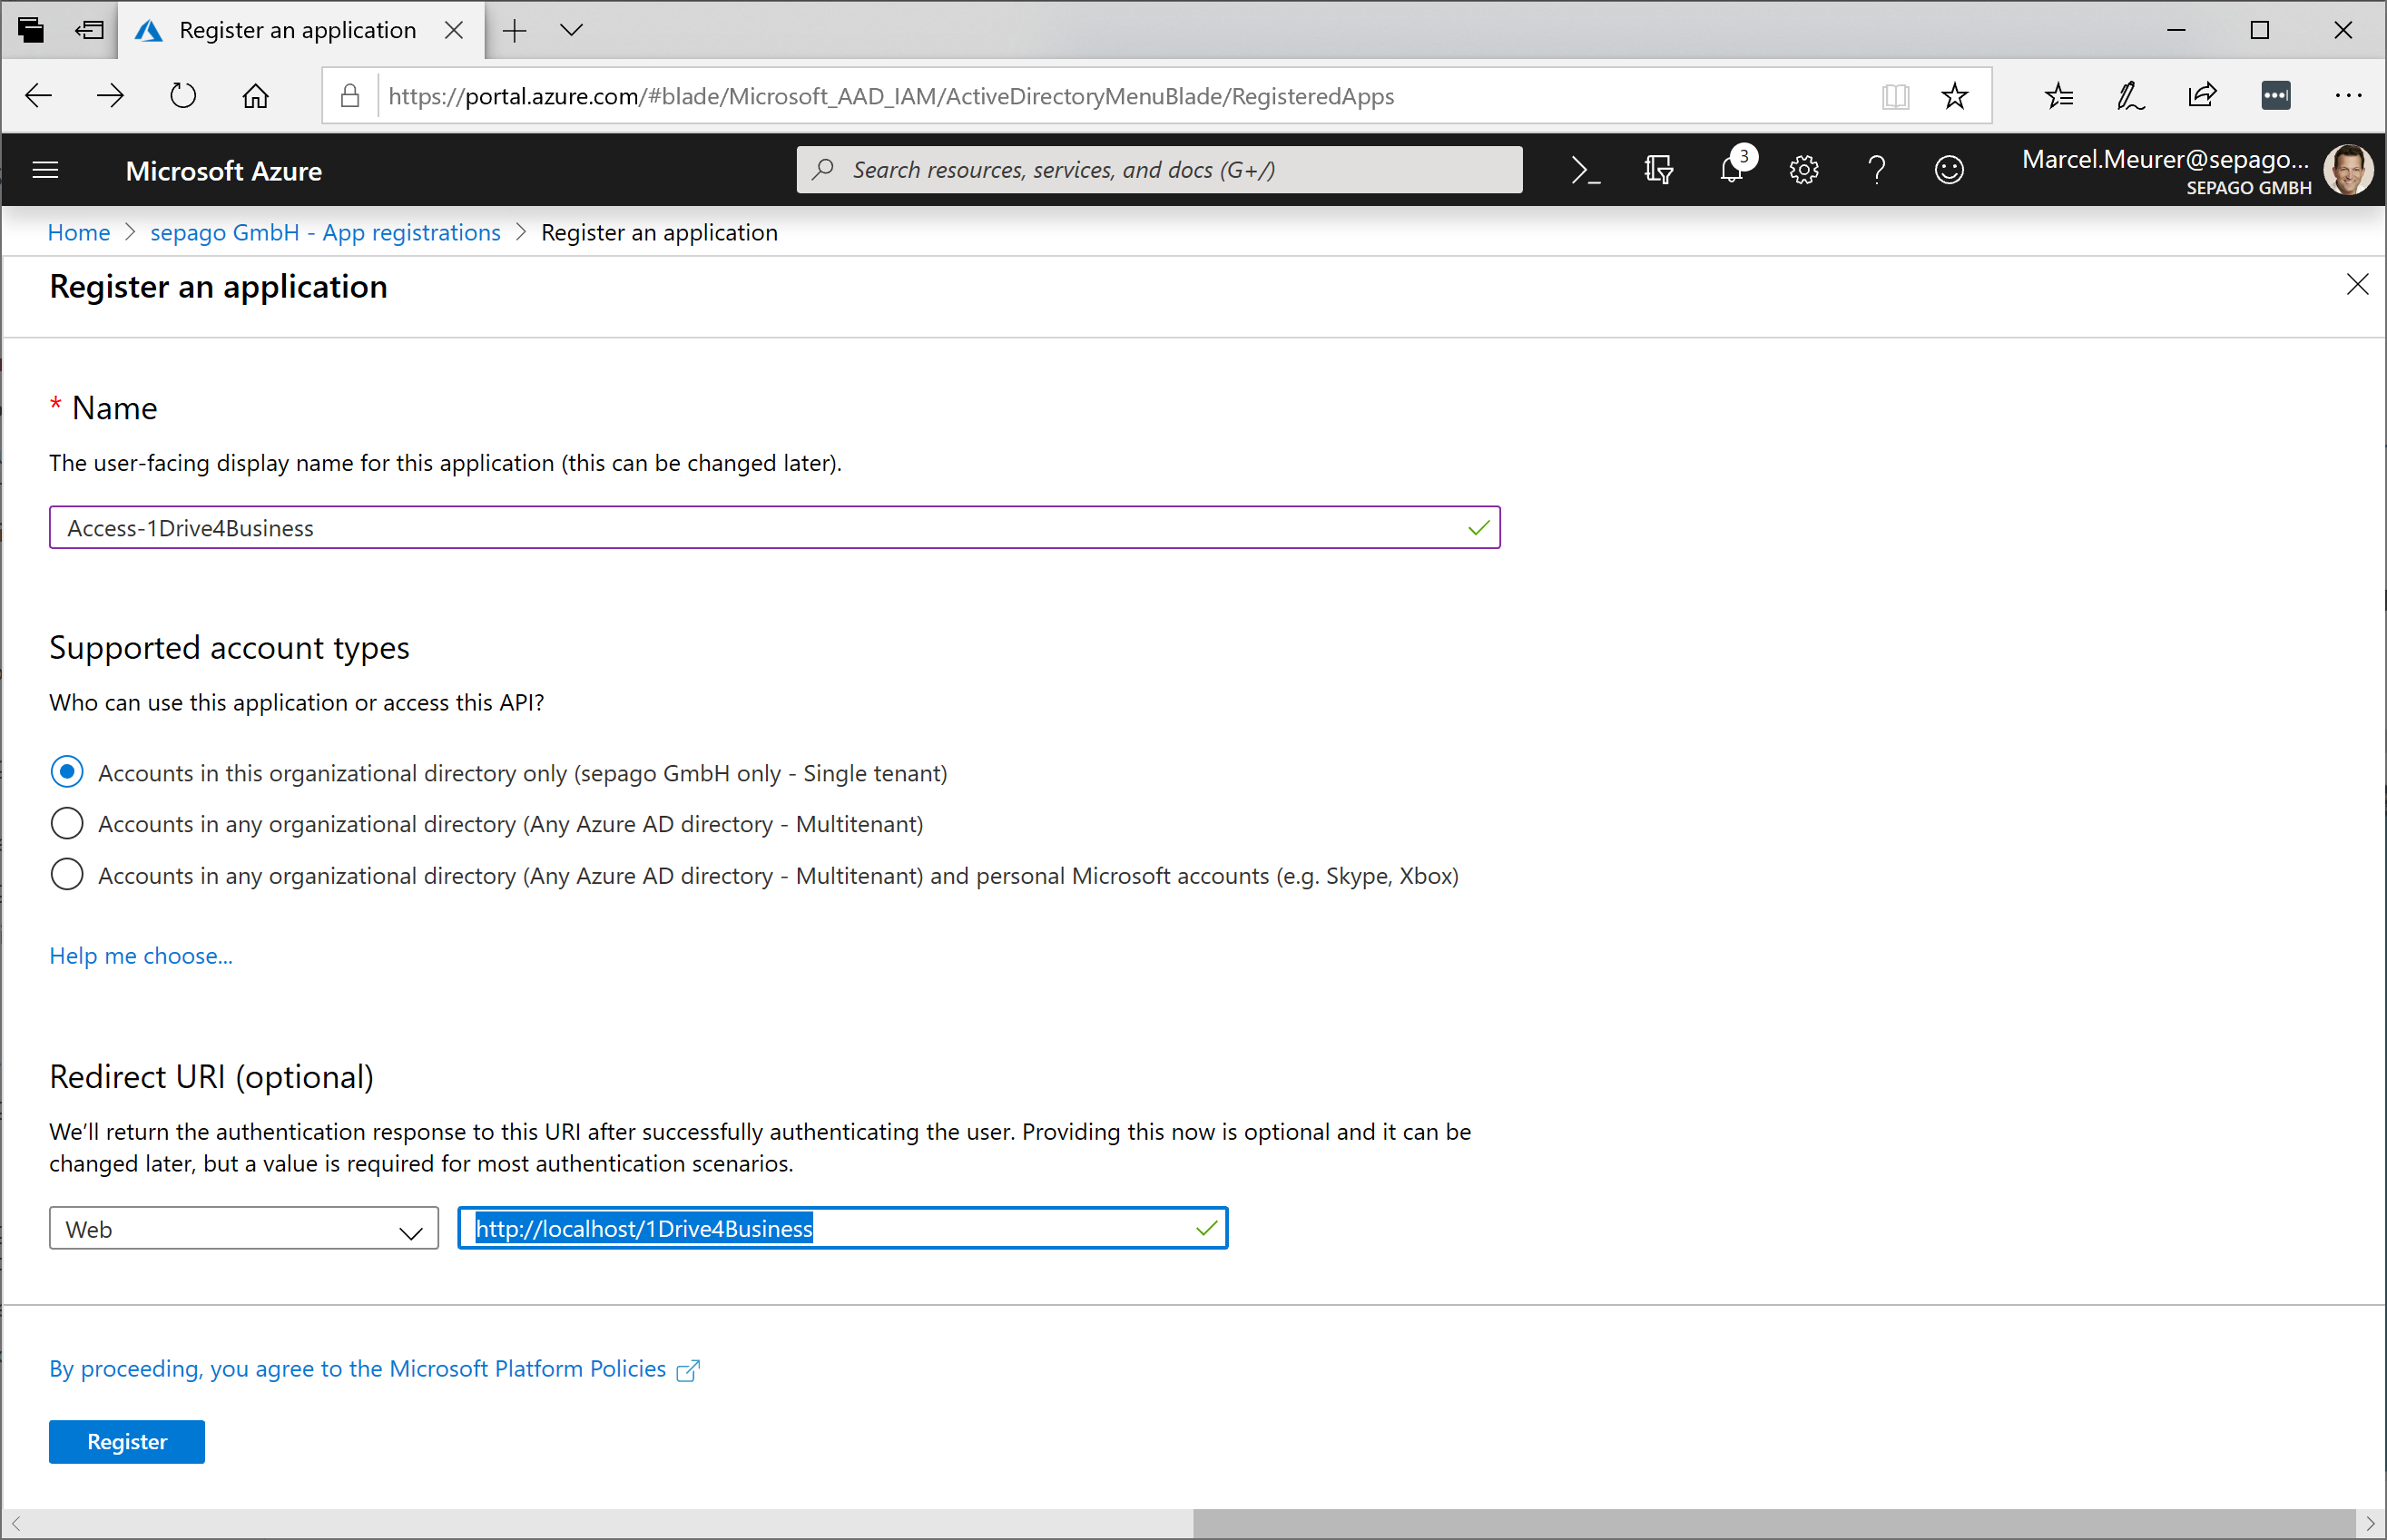 Register an application
https://portal.azure.com/#blade/Microsoft_AAD_IAM/ActiveDirectoryMenuBlade/RegisteredApps
Microsoft Azure
Search resources, services, and docs (G+/)
3
Marcel.Meurer@sepago...
SEPAGO GMBH
Home > sepago GmbH - App registrations > Register an application
Register an application
* Name
The user-facing display name for this application (this can be changed later).
Access-1Drive4Business
Supported account types
Who can use this application or access this API?
Accounts in this organizational directory only (sepago GmbH only - Single tenant)
Accounts in any organizational directory (Any Azure AD directory - Multitenant)
Accounts in any organizational directory (Any Azure AD directory - Multitenant) and personal Microsoft accounts (e.g. Skype, Xbox)
Help me choose...
Redirect URI (optional)
We'll return the authentication response to this URI after successfully authenticating the user. Providing this now is optional and it can be
changed later, but a value is required for most authentication scenarios.
Web
http://localhost/1Drive4Business
By proceeding, you agree to the Microsoft Platform Policies
Register